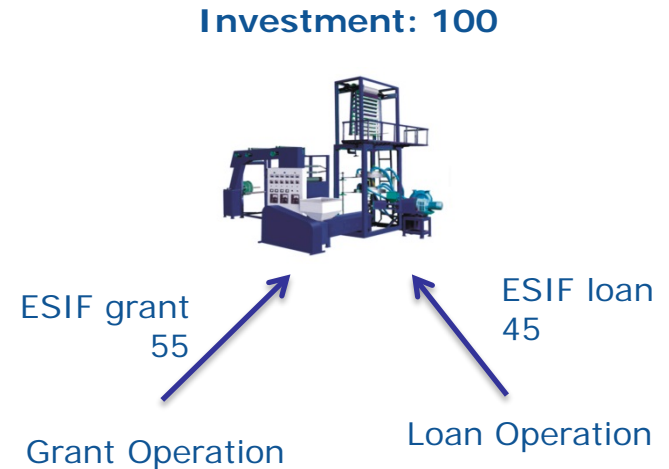 Investment: 100
ESIF grant
55
ESIF loan
45
Grant Operation
Loan Operation